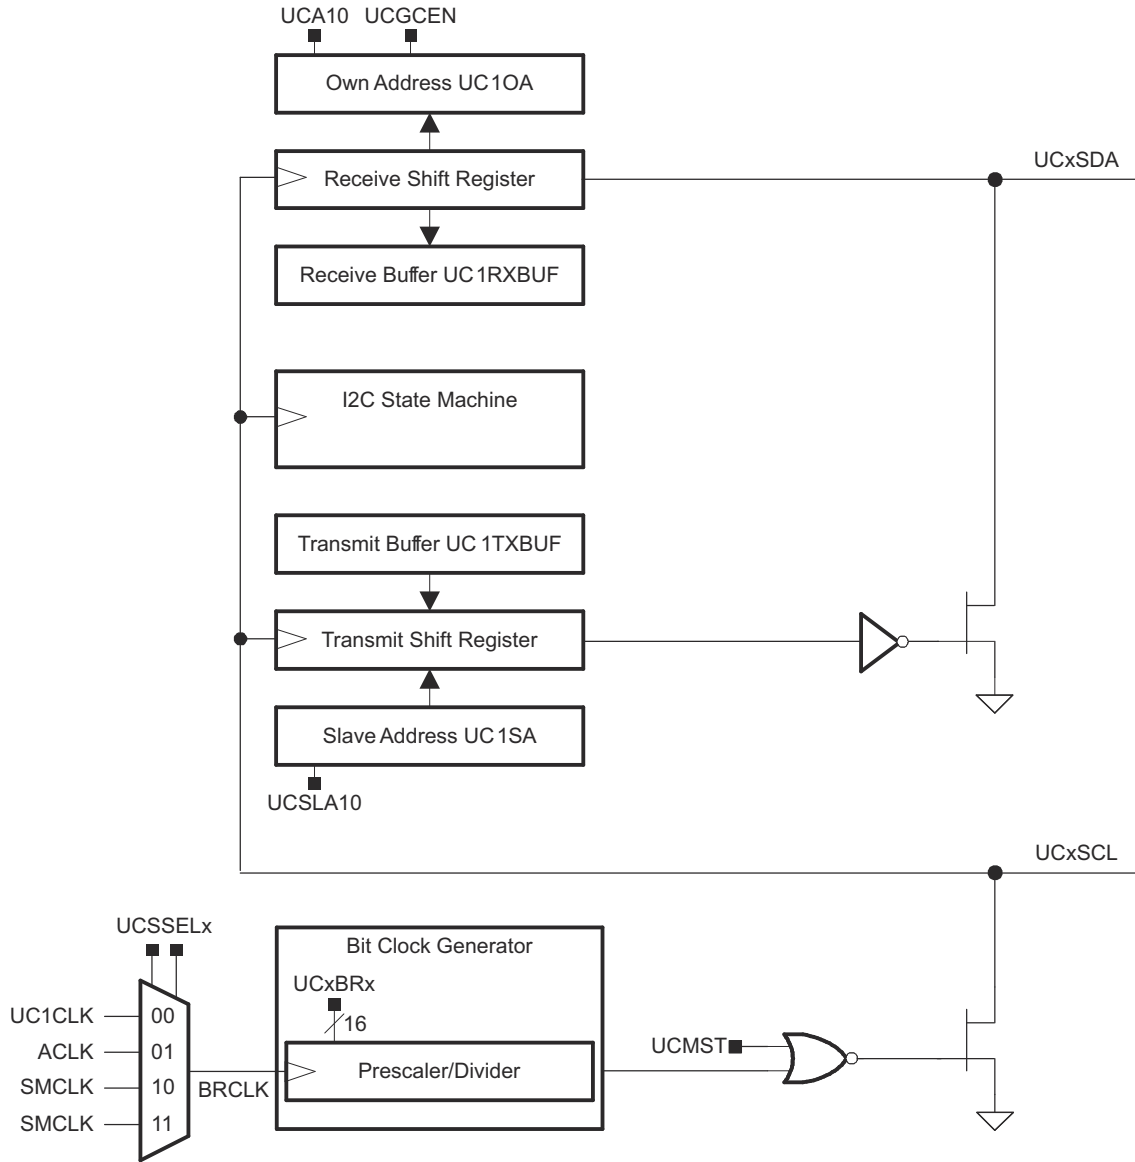 UCA10 UCGCEN
Own Address UC1OA
UCxSDA
Receive Shift Register
Receive Buffer UC1RXBUF
I2C State Machine
Transmit Buffer UC1TXBUF
Transmit Shift Register
Slave Address UC1SA
UCSLA10
UCxSCL
UCSSELx
Bit Clock Generator
UCxBRx
16
UC1CLK 00
ACLK 01
SMCLK 10
SMCLK 11
BRCLK
Prescaler/Divider
UCMST